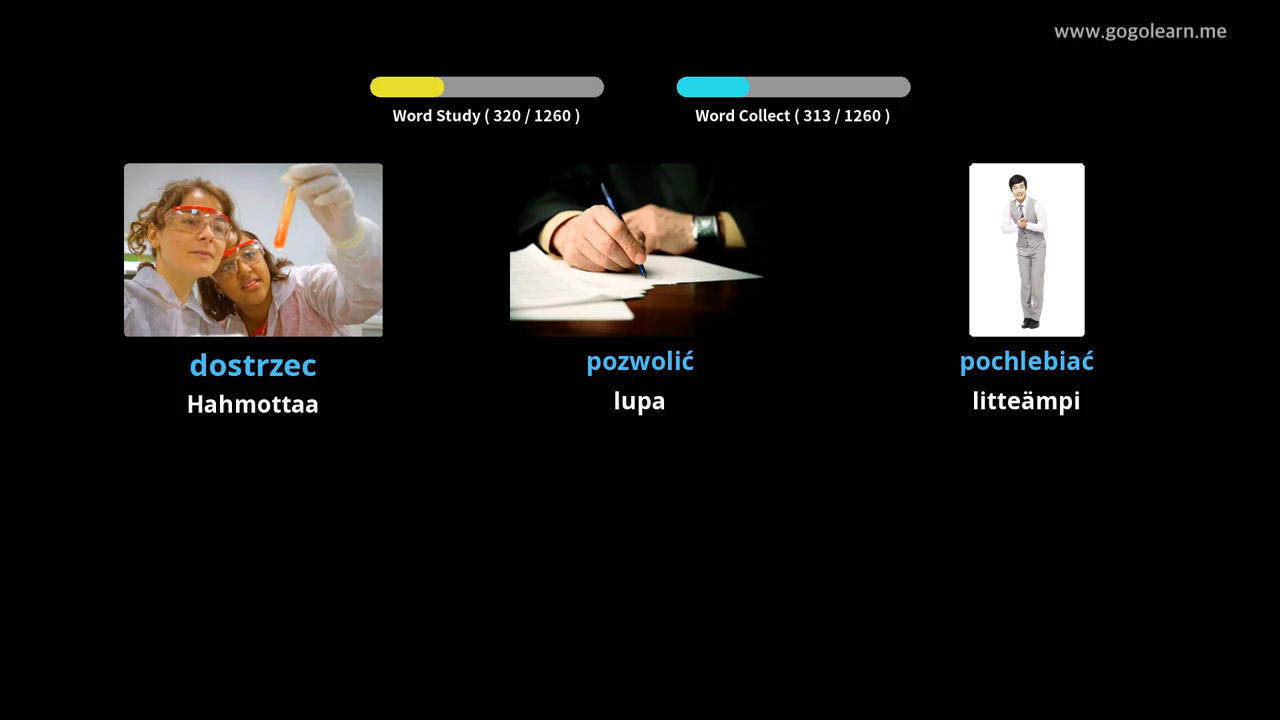 www.gogolearn.me
Word Study ( 320 / 1260 )
Word Collect ( 313 / 1260 )
dostrzec
Hahmottaa
pozwolić
lupa
pochlebiać
litteämpi